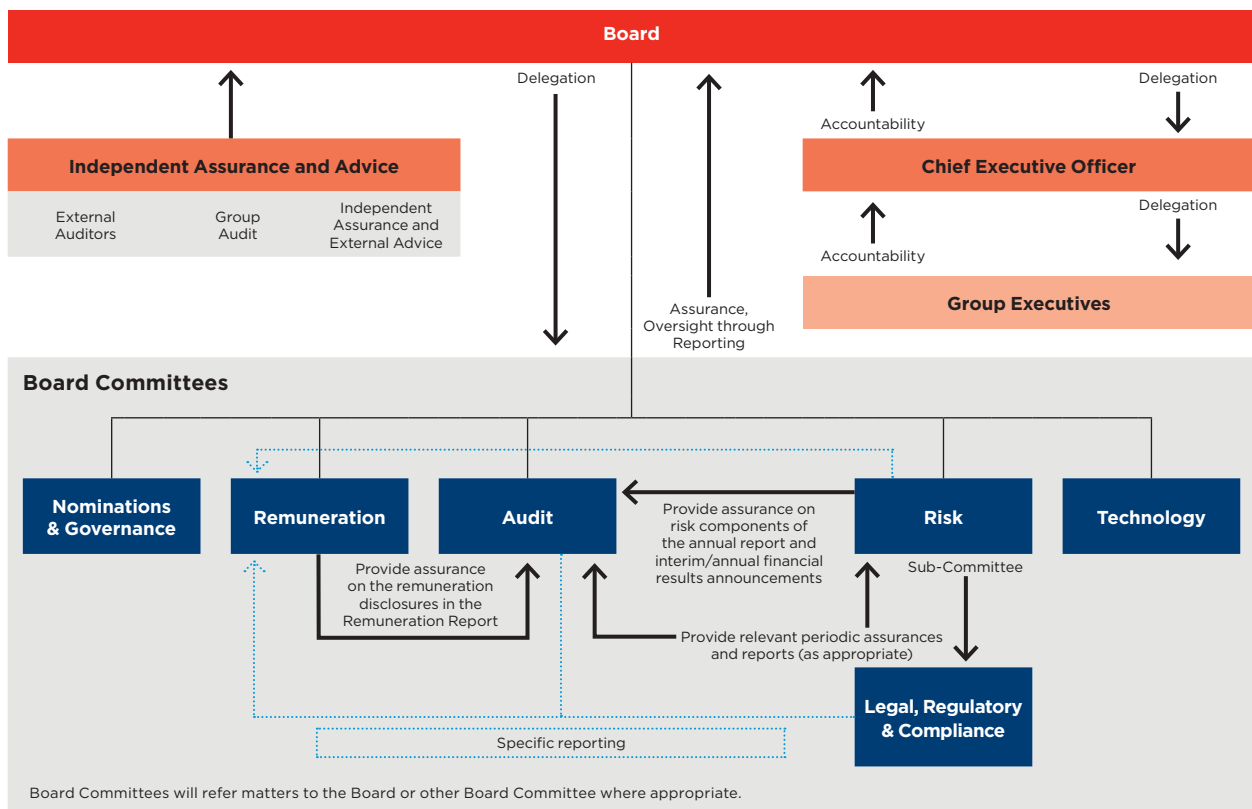 Board
Delegation
Delegation
Accountability
Independent Assurance and Advice
Chief Executive Officer
External
Auditors
Group
Audit
Independent
Assurance and
External Advice
Delegation
Accountability
Group Executives
Assurance,
Oversight through
Reporting
Board Committees
Nominations
& Governance
Remuneration
Audit
Provide assurance on
risk components of
the annual report and
interim/annual financial
results announcements
Risk
Technology
Sub-Committee
Provide assurance
on the remuneration
disclosures in the
Remuneration Report
Provide relevant periodic assurances
and reports (as appropriate)
Legal, Regulatory
& Compliance
Specific reporting
Board Committees will refer matters to the Board or other Board Committee where appropriate.